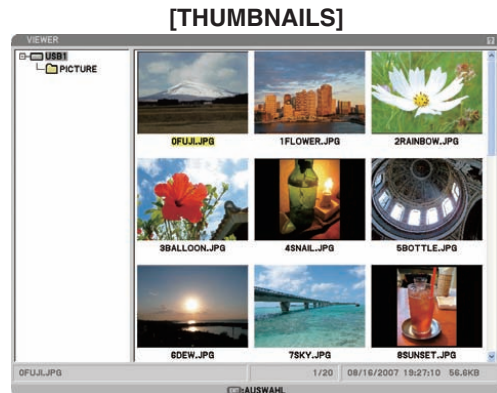 [THUMBNAILS]
VIEWER
USB1
PICTURE
0FUJI.JPG 1FLOWER.JPG 2RAINBOW.JPG
3BALLOON.JPG 4SNAIL.JPG 5BOTTLE.JPG
6DEW.JPG 7SKY.JPG 8SUNSET.JPG
0FUJI.JPG 1/20 08/16/2007 19:27:10 56.6KB
:AUSWAHL